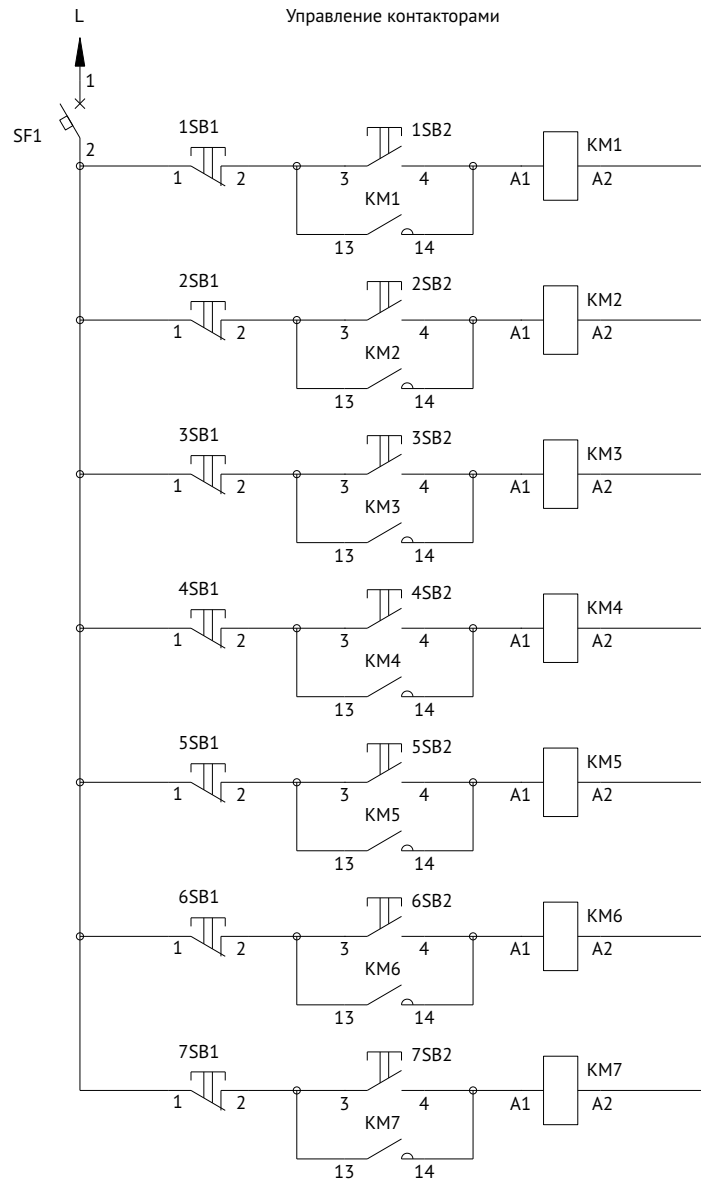 L Управление контакторами
1
SF1
2
1SB1 1SB2 KM1
1 2 3 4 A1 A2
KM1
13 14
2SB1 2SB2 KM2
1 2 3 4 A1 A2
KM2
13 14
3SB1 3SB2 KM3
1 2 3 4 A1 A2
KM3
13 14
4SB1 4SB2 KM4
1 2 3 4 A1 A2
KM4
13 14
5SB1 5SB2 KM5
1 2 3 4 A1 A2
KM5
13 14
6SB1 6SB2 KM6
1 2 3 4 A1 A2
KM6
13 14
7SB1 7SB2 KM7
1 2 3 4 A1 A2
KM7
13 14